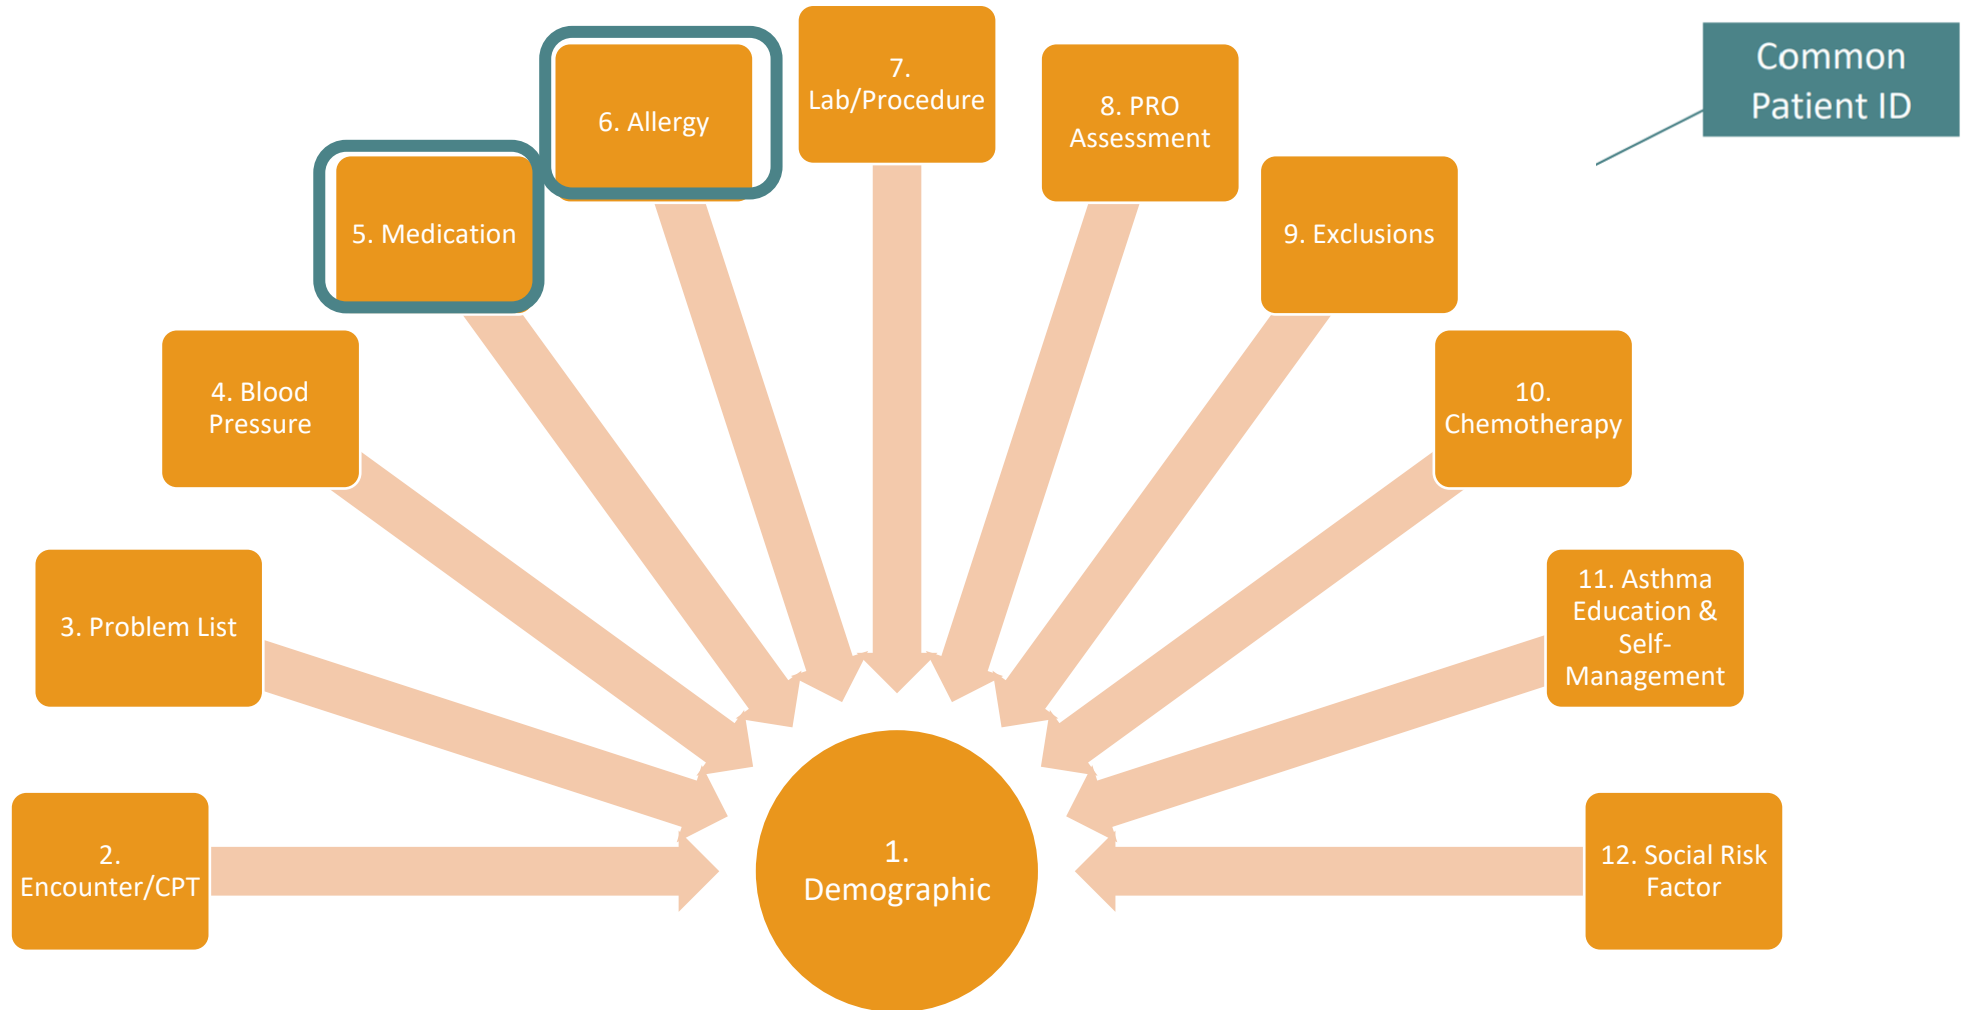 1.
Demographic
2.
Encounter/CPT
3. Problem List
4. Blood
Pressure
5. Medication
6. Allergy
7.
Lab/Procedure
8. PRO
Assessment
9. Exclusions
10.
Chemotherapy
11. Asthma
Education &
Self-
Management
12. Social Risk
Factor
Common
Patient ID